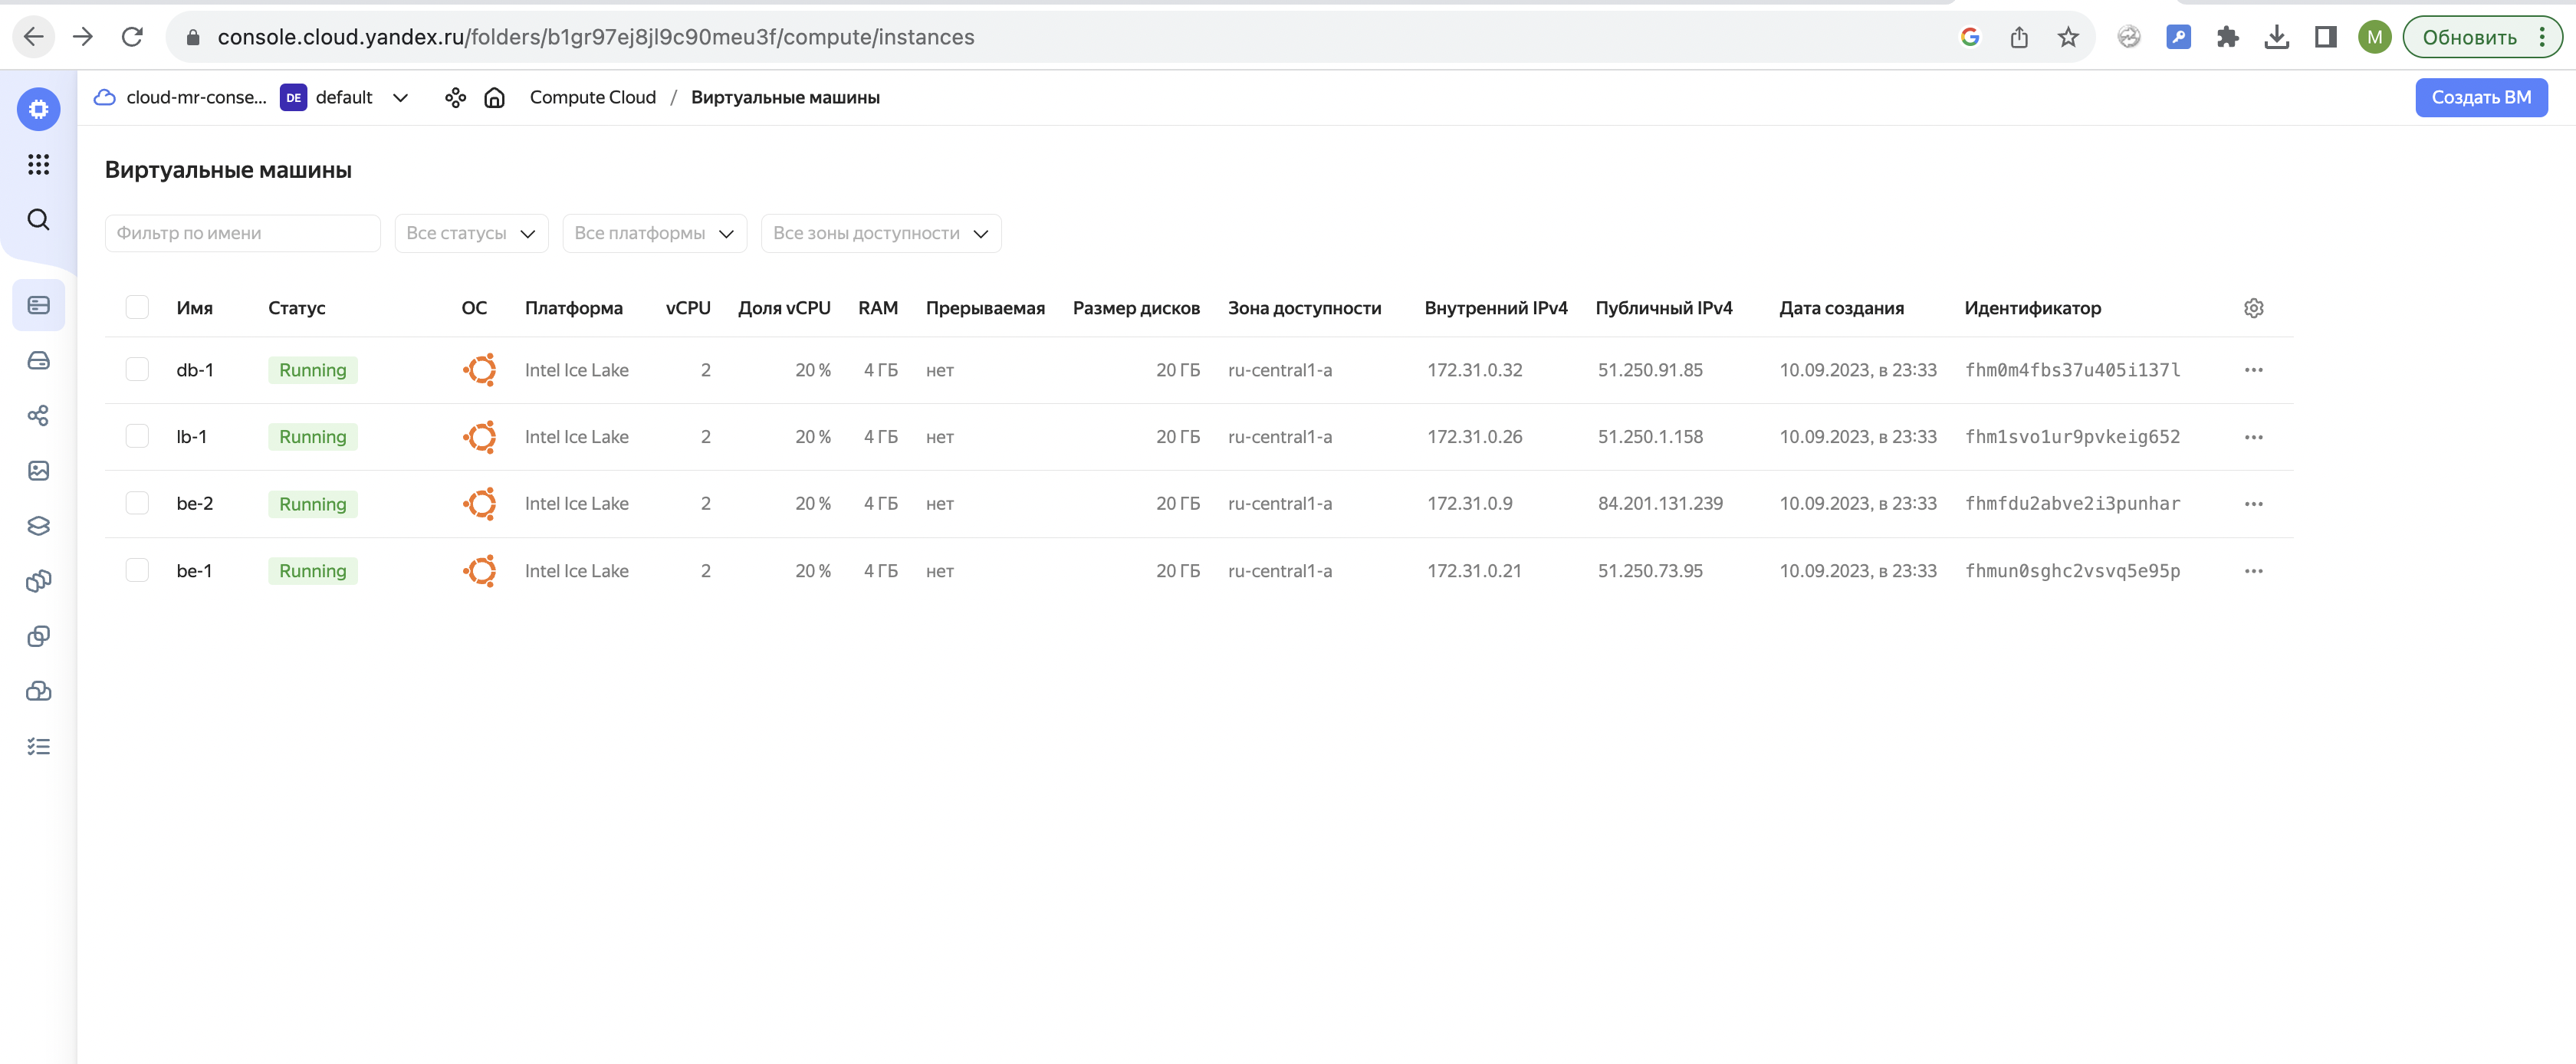 console.cloud.yandex.ru/folders/b1gr97ej8jl9c90meu3f/compute/instances
M
Обновить
cloud-mr-conse... DE default Compute Cloud / Виртуальные машины Создать ВМ
Виртуальные машины
Фильтр по имени Все статусы Все платформы Все зоны доступности
Имя Статус ОС Платформа vCPU Доля vCPU RAM Прерываемая Размер дисков Зона доступности Внутренний IPv4 Публичный IPv4 Дата создания Идентификатор
db-1 Running Intel Ice Lake 2 20 % 4 ГБ нет 20 ГБ ru-central1-a 172.31.0.32 51.250.91.85 10.09.2023, в 23:33 fhm0m4fbs37u405i137l
lb-1 Running Intel Ice Lake 2 20 % 4 ГБ нет 20 ГБ ru-central1-a 172.31.0.26 51.250.1.158 10.09.2023, в 23:33 fhm1svo1ur9pvkeig652
be-2 Running Intel Ice Lake 2 20 % 4 ГБ нет 20 ГБ ru-central1-a 172.31.0.9 84.201.131.239 10.09.2023, в 23:33 fhmfdu2abve2i3punhar
be-1 Running Intel Ice Lake 2 20 % 4 ГБ нет 20 ГБ ru-central1-a 172.31.0.21 51.250.73.95 10.09.2023, в 23:33 fhmun0sghc2vsvq5e95p